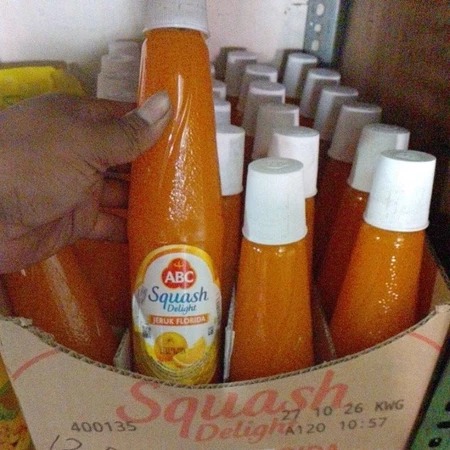 ABC
Squash
Delight
JERUK FLORIDA
Squash
Delight
400135
27 10 26 KWG
A120 10:57